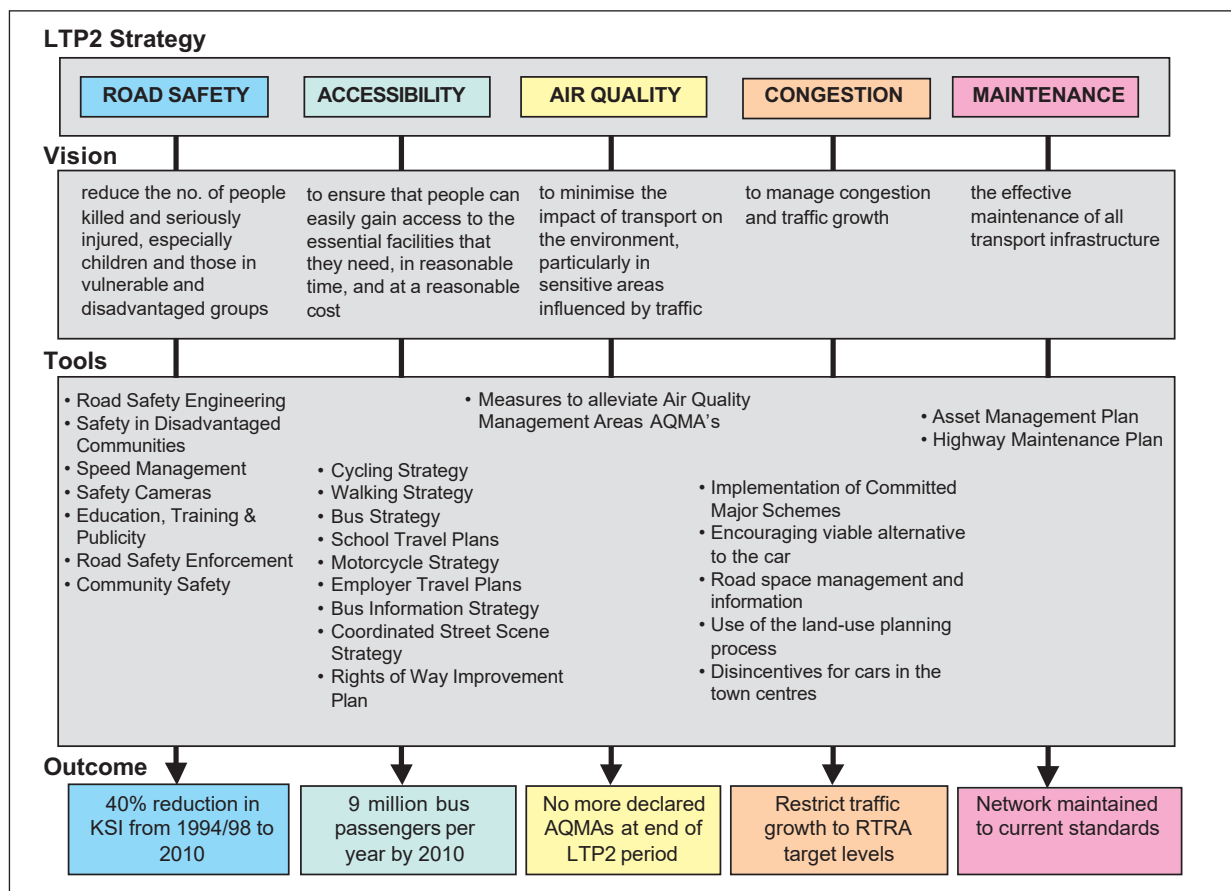 LTP2 Strategy
ROAD SAFETY
ACCESSIBILITY
AIR QUALITY
CONGESTION
MAINTENANCE
Vision
reduce the no. of people
killed and seriously
injured, especially
children and those in
vulnerable and
disadvantaged groups
to ensure that people can
easily gain access to the
essential facilities that
they need, in reasonable
time, and at a reasonable
cost
to minimise the
impact of transport on
the environment,
particularly in
sensitive areas
influenced by traffic
to manage congestion
and traffic growth
the effective
maintenance of all
transport infrastructure
Tools
• Road Safety Engineering
• Safety in Disadvantaged
Communities
• Speed Management
• Safety Cameras
• Education, Training &
Publicity
• Road Safety Enforcement
• Community Safety
• Cycling Strategy
• Walking Strategy
• Bus Strategy
• School Travel Plans
• Motorcycle Strategy
• Employer Travel Plans
• Bus Information Strategy
• Coordinated Street Scene
Strategy
• Rights of Way Improvement
Plan
• Measures to alleviate Air Quality
Management Areas AQMA's
• Implementation of Committed
Major Schemes
• Encouraging viable alternative
to the car
• Road space management and
information
• Use of the land-use planning
process
• Disincentives for cars in the
town centres
• Asset Management Plan
• Highway Maintenance Plan
Outcome
40% reduction in
KSI from 1994/98 to
2010
9 million bus
passengers per
year by 2010
No more declared
AQMAs at end of
LTP2 period
Restrict traffic
growth to RTRA
target levels
Network maintained
to current standards